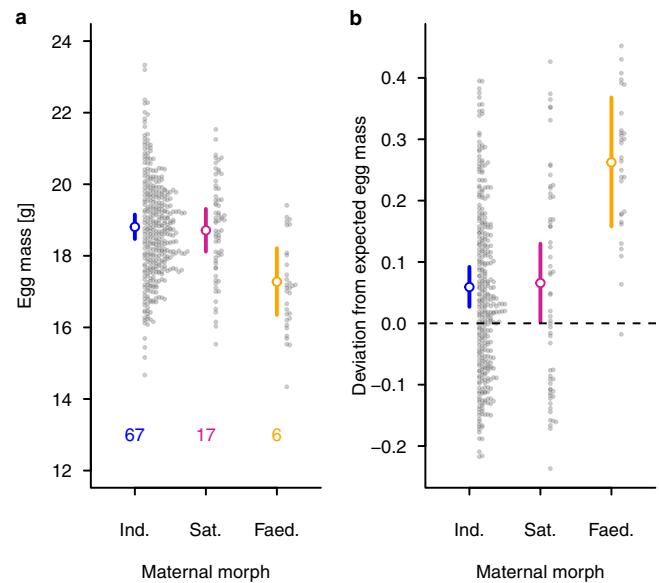 a
Egg mass [g]
24
22
20
18
16
14
12
67 17 6
Ind. Sat. Faed.
Maternal morph
b
Deviation from expected egg mass
0.4
0.3
0.2
0.1
0.0
−0.1
−0.2
Ind. Sat. Faed.
Maternal morph